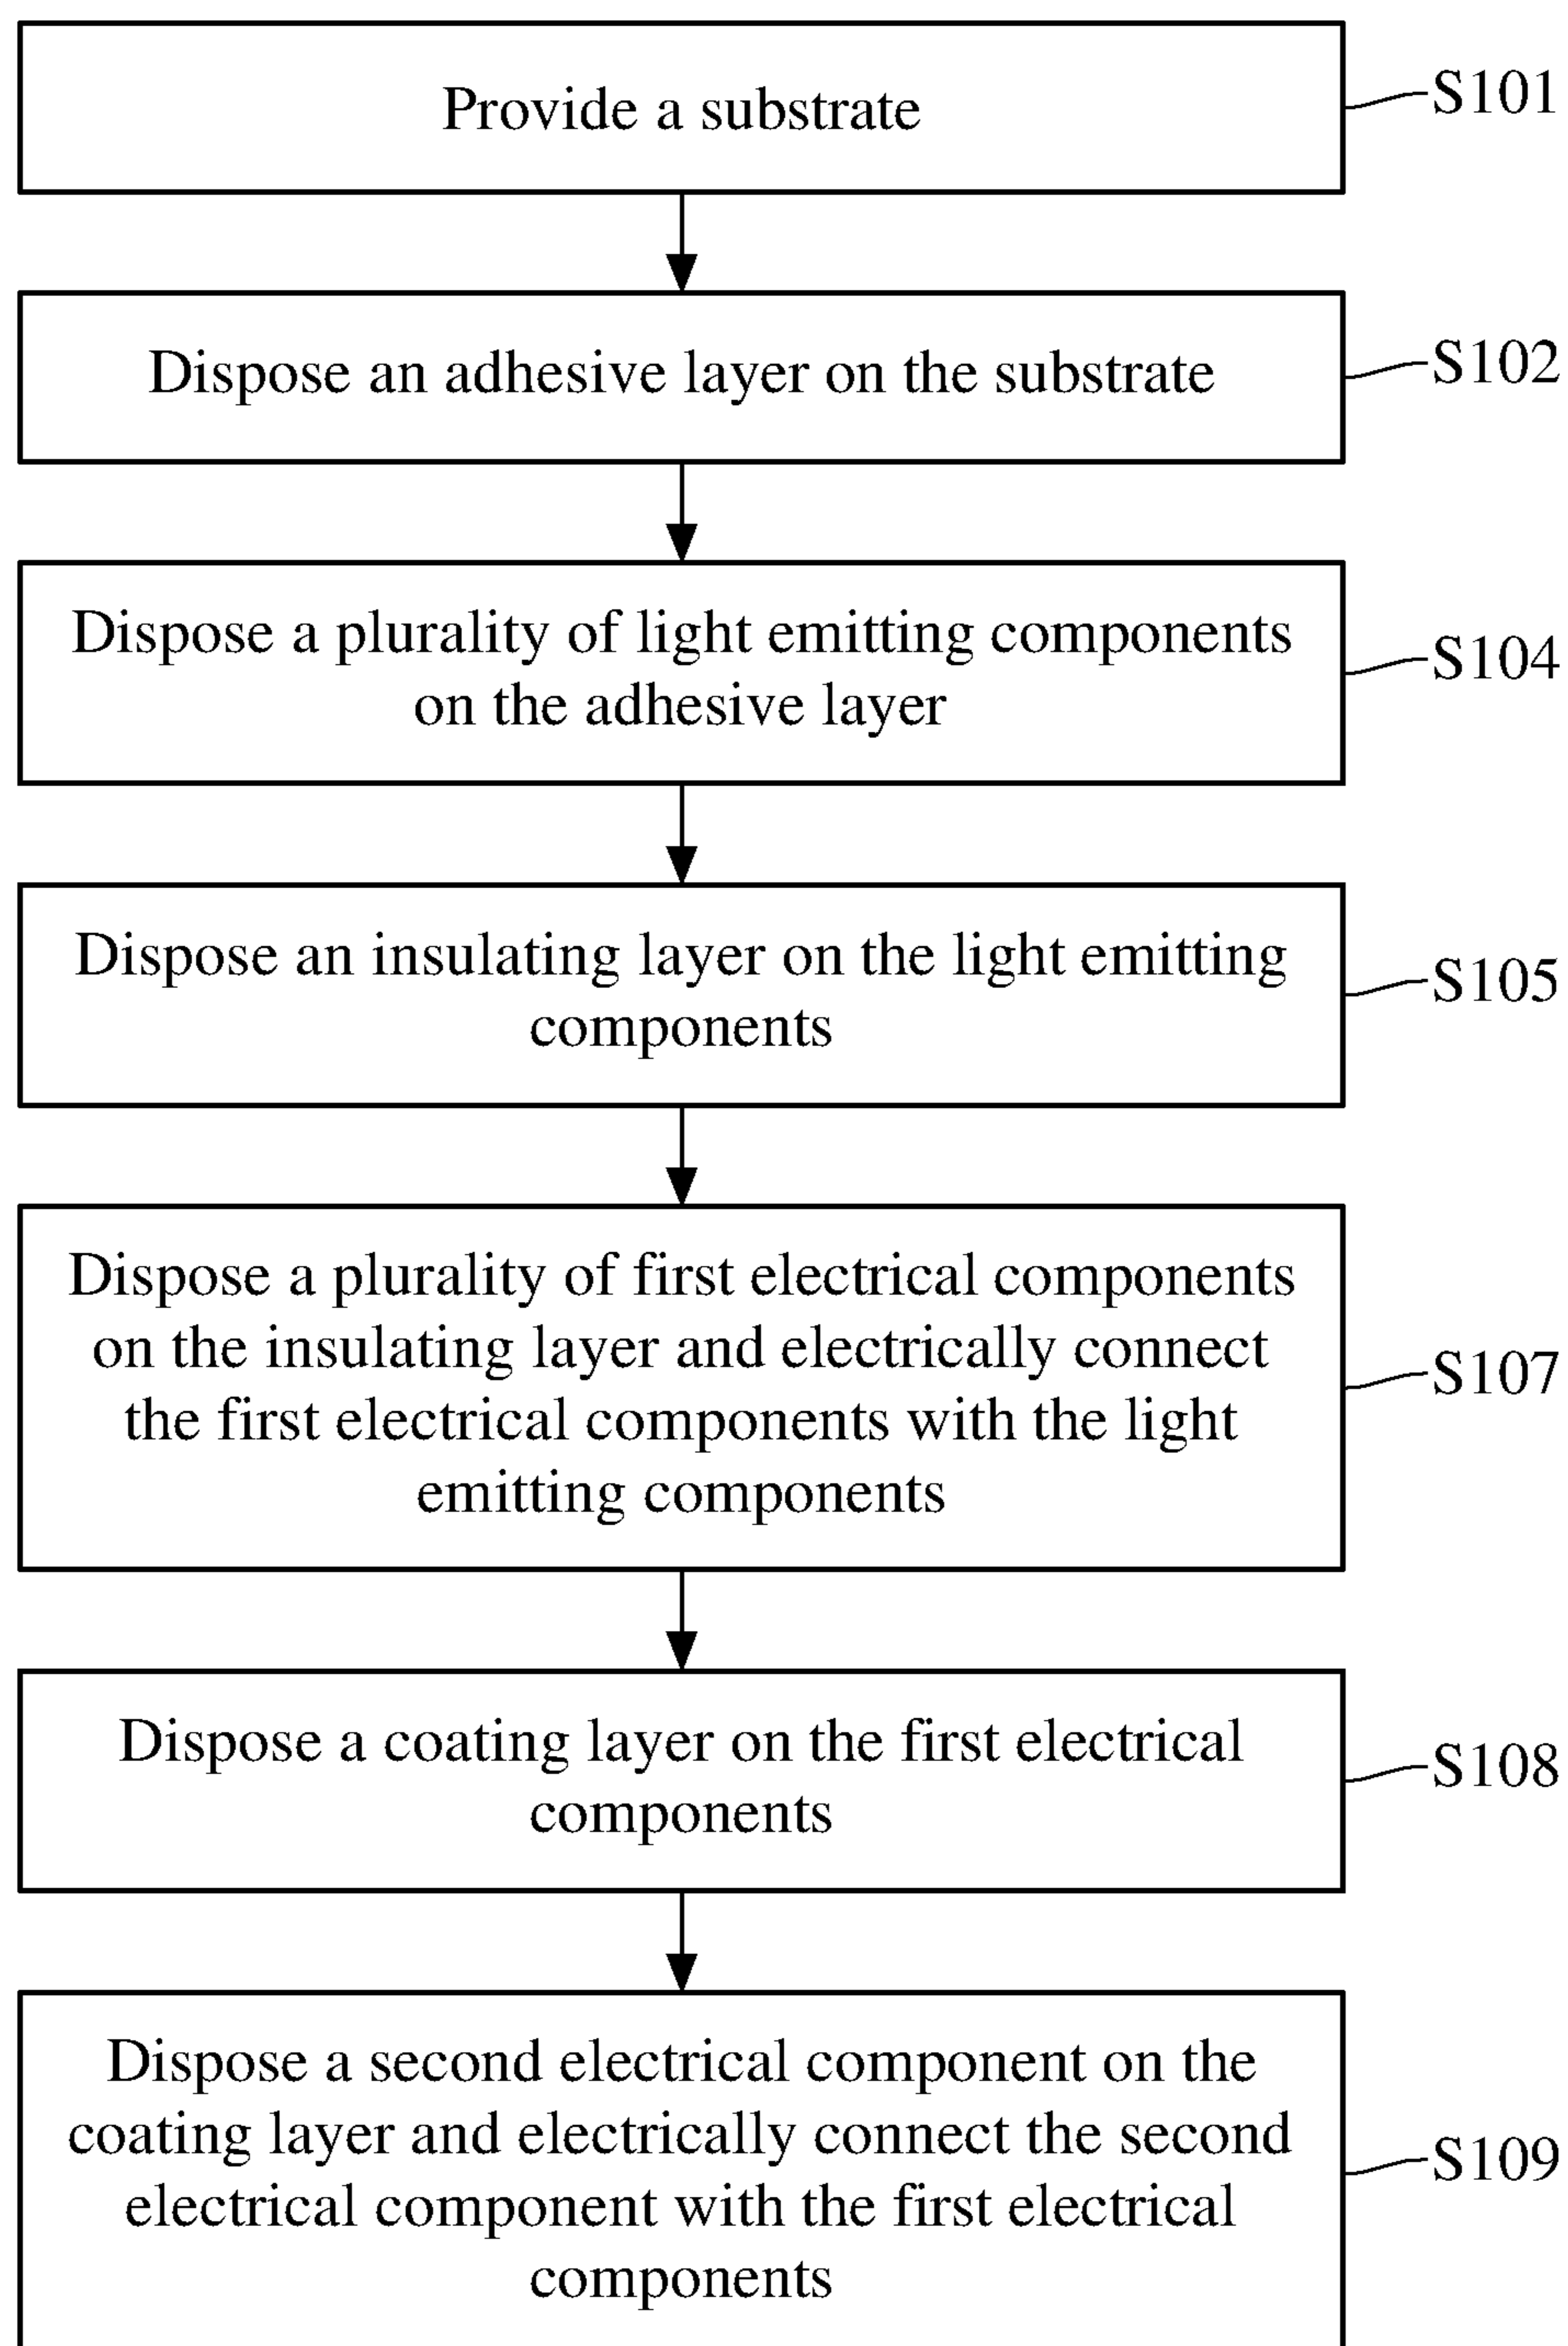 Provide a substrate
S101
Dispose an adhesive layer on the substrate
S102
Dispose a plurality of light emitting components
on the adhesive layer
S104
Dispose an insulating layer on the light emitting
components
S105
Dispose a plurality of first electrical components
on the insulating layer and electrically connect
the first electrical components with the light
emitting components
S107
Dispose a coating layer on the first electrical
components
S108
Dispose a second electrical component on the
coating layer and electrically connect the second
electrical component with the first electrical
components
S109